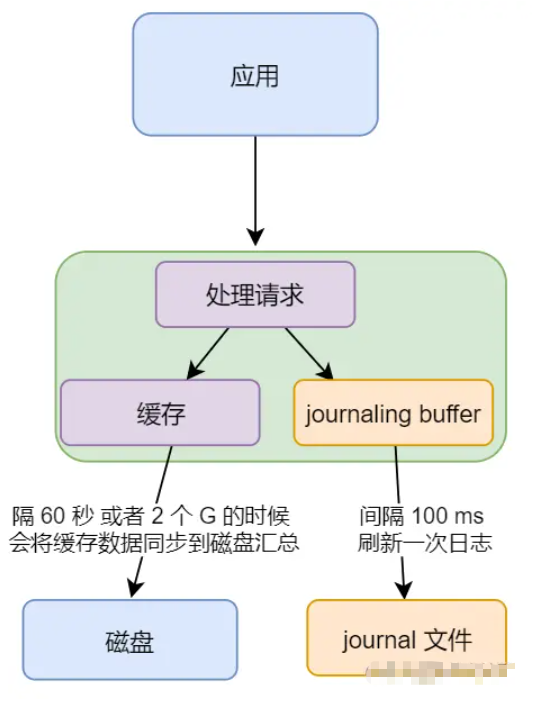 应用
处理请求
缓存
journaling buffer
隔 60 秒 或者 2 个 G 的时候
会将缓存数据同步到磁盘汇总
间隔 100 ms
刷新一次日志
磁盘
journal 文件